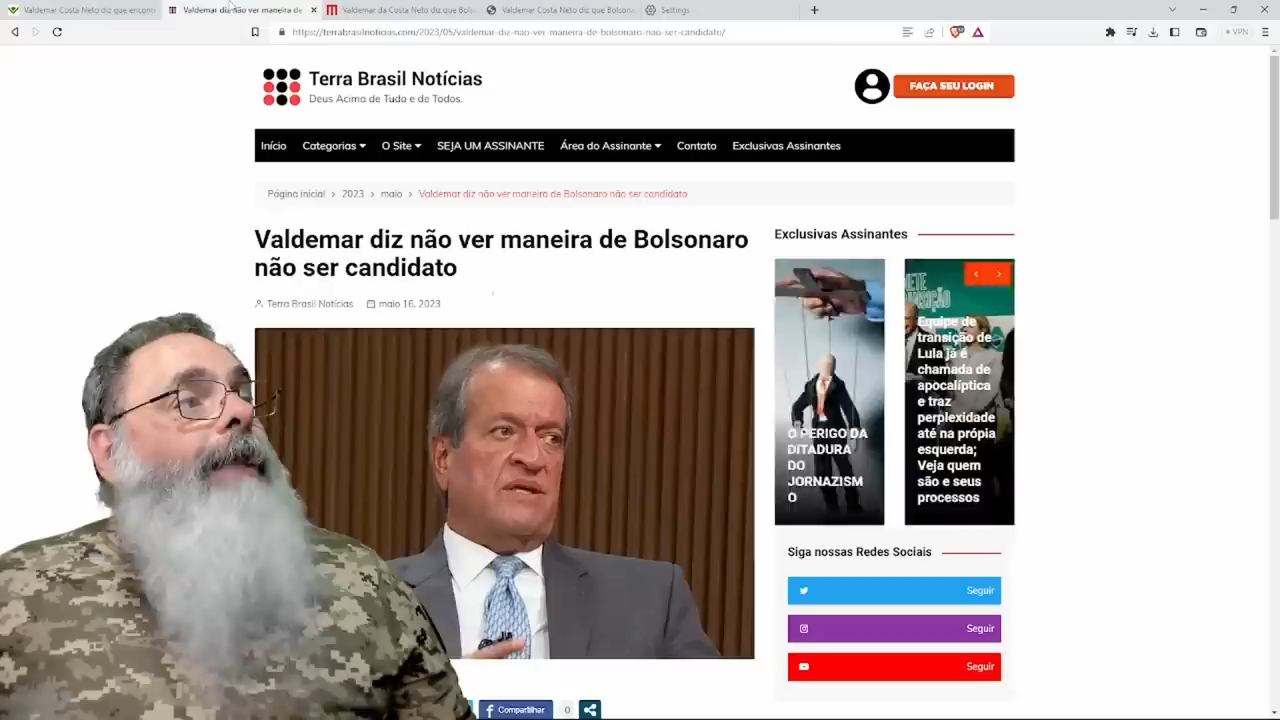 Valdemar Costa Neto diz que encont
Valdemar diz não ver maneira de
Valdemar da Costa Neto diz que Bols
Valdemar Costa Neto diz que Bolson
Settings
https://terrabrasilnoticias.com/2023/05/valdemar-diz-nao-ver-maneira-de-bolsonaro-nao-ser-candidato/
VPN
Terra Brasil Notícias
Deus Acima de Tudo e de Todos.
FAÇA SEU LOGIN
Início Categorias O Site SEJA UM ASSINANTE Área do Assinante Contato Exclusivas Assinantes
Página inicial > 2023 > maio > Valdemar diz não ver maneira de Bolsonaro não ser candidato
Valdemar diz não ver maneira de Bolsonaro
não ser candidato
Terra Brasil Notícias maio 16, 2023
Exclusivas Assinantes
O PERIGO DA
DITADURA
DO
JORNAZISM
O
Equipe de
transição de
Lula já é
chamada de
apocalíptica
e traz
perplexidade
até na própia
esquerda;
Veja quem
são e seus
processos
Siga nossas Redes Sociais
Seguir
Seguir
Seguir
Compartilhar 0